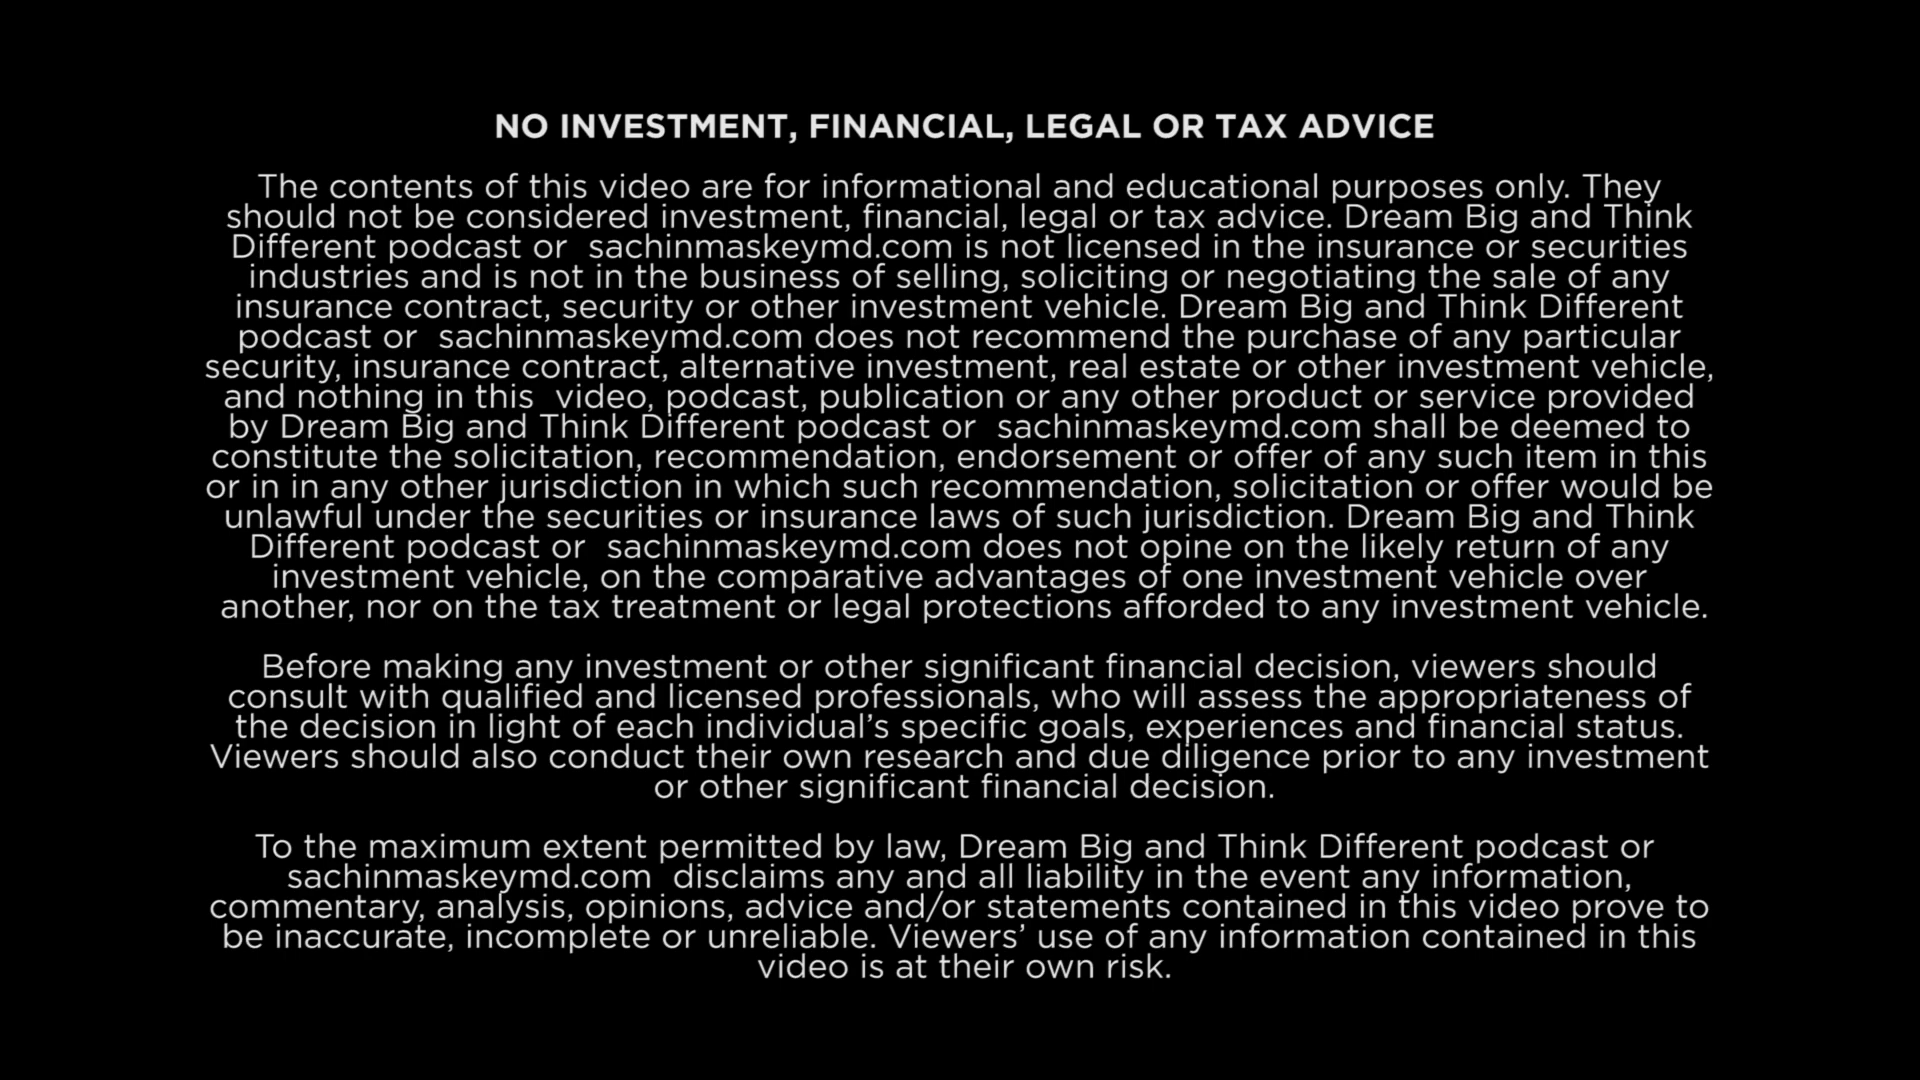 NO INVESTMENT, FINANCIAL, LEGAL OR TAX ADVICE
The contents of this video are for informational and educational purposes only. They
should not be considered investment, financial, legal or tax advice. Dream Big and Think
Different podcast or  sachinmaskeymd.com is not licensed in the insurance or securities
industries and is not in the business of selling, soliciting or negotiating the sale of any
insurance contract, security or other investment vehicle. Dream Big and Think Different
podcast or  sachinmaskeymd.com does not recommend the purchase of any particular
security, insurance contract, alternative investment, real estate or other investment vehicle,
and nothing in this  video, podcast, publication or any other product or service provided
by Dream Big and Think Different podcast or  sachinmaskeymd.com shall be deemed to
constitute the solicitation, recommendation, endorsement or offer of any such item in this
or in in any other jurisdiction in which such recommendation, solicitation or offer would be
unlawful under the securities or insurance laws of such jurisdiction. Dream Big and Think
Different podcast or  sachinmaskeymd.com does not opine on the likely return of any
investment vehicle, on the comparative advantages of one investment vehicle over
another, nor on the tax treatment or legal protections afforded to any investment vehicle.
Before making any investment or other significant financial decision, viewers should
consult with qualified and licensed professionals, who will assess the appropriateness of
the decision in light of each individual’s specific goals, experiences and financial status.
Viewers should also conduct their own research and due diligence prior to any investment
or other significant financial decision.
To the maximum extent permitted by law, Dream Big and Think Different podcast or
sachinmaskeymd.com  disclaims any and all liability in the event any information,
commentary, analysis, opinions, advice and/or statements contained in this video prove to
be inaccurate, incomplete or unreliable. Viewers’ use of any information contained in this
video is at their own risk.